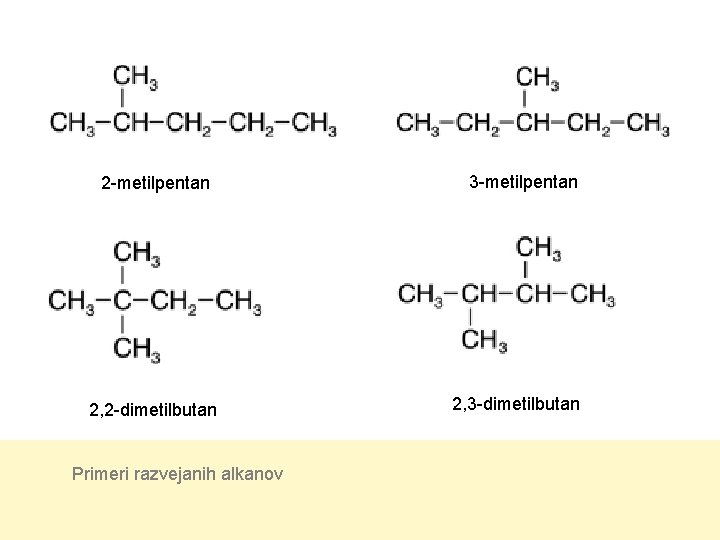 CH3
CH3–CH–CH2–CH2–CH3
2-metilpentan
CH3
CH3–CH2–CH–CH2–CH3
3-metilpentan
CH3
CH3–C–CH2–CH3
CH3
2,2-dimetilbutan
CH3
CH3–CH–CH–CH3
CH3
2,3-dimetilbutan
Primeri razvejanih alkanov